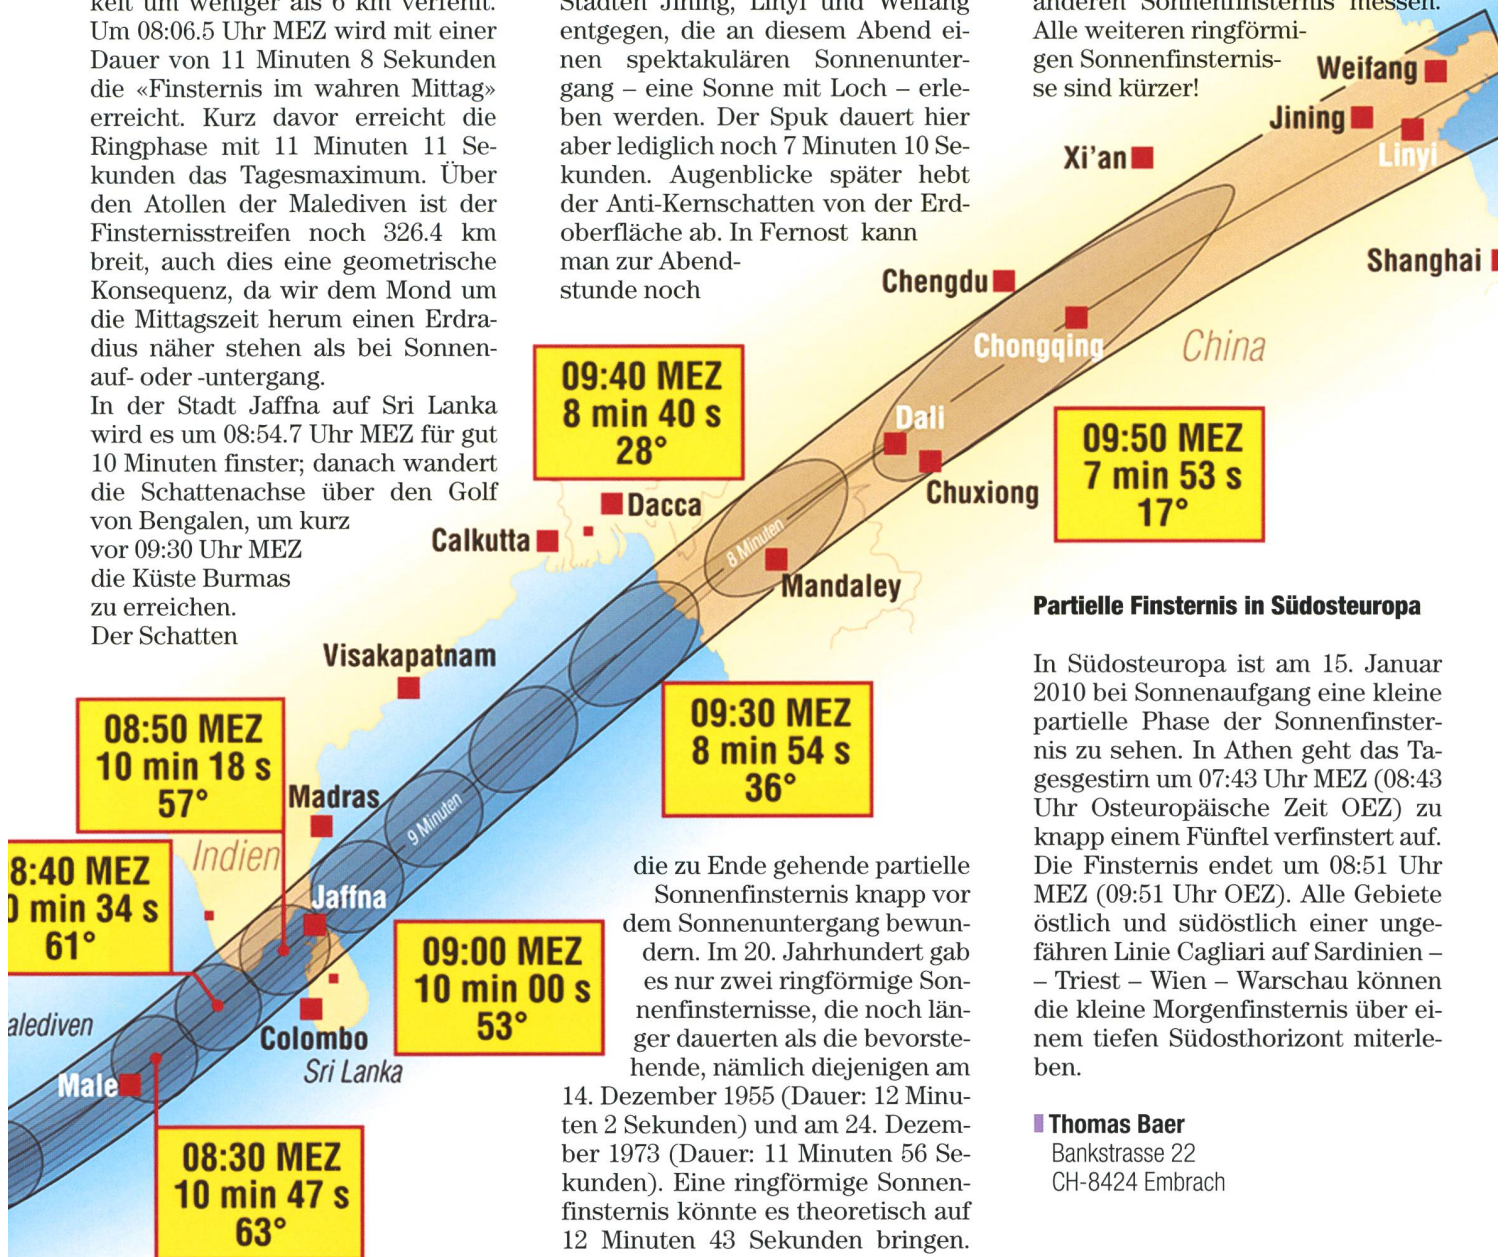 keit um weniger als 6 km verfehlt.
Um 08:06.5 Uhr MEZ wird mit einer
Dauer von 11 Minuten 8 Sekunden
die «Finsternis im wahren Mittag»
erreicht. Kurz davor erreicht die
Ringphase mit 11 Minuten 11 Se-
kunden das Tagesmaximum. Über
den Atollen der Malediven ist der
Finsternisstreifen noch 326.4 km
breit, auch dies eine geometrische
Konsequenz, da wir dem Mond um
die Mittagszeit herum einen Erdra-
dius näher stehen als bei Sonnen-
auf- oder -untergang.
In der Stadt Jaffna auf Sri Lanka
wird es um 08:54.7 Uhr MEZ für gut
10 Minuten finster; danach wandert
die Schattenachse über den Golf
von Bengalen, um kurz
vor 09:30 Uhr MEZ
die Küste Burmas
zu erreichen.
Der Schatten
Städten Jining, Linyi und Weifang
entgegen, die an diesem Abend ei-
nen spektakulären Sonnenunter-
gang – eine Sonne mit Loch – erle-
ben werden. Der Spuk dauert hier
aber lediglich noch 7 Minuten 10 Se-
kunden. Augenblicke später hebt
der Anti-Kernschatten von der Erd-
oberfläche ab. In Fernost kann
man zur Abend-
stunde noch
die zu Ende gehende partielle
Sonnenfinsternis knapp vor
dem Sonnenuntergang bewun-
dern. Im 20. Jahrhundert gab
es nur zwei ringförmige Son-
nenfinsternisse, die noch län-
ger dauerten als die bevorste-
hende, nämlich diejenigen am
14. Dezember 1955 (Dauer: 12 Minu-
ten 2 Sekunden) und am 24. Dezem-
ber 1973 (Dauer: 11 Minuten 56 Se-
kunden). Eine ringförmige Sonnen-
finsternis könnte es theoretisch auf
12 Minuten 43 Sekunden bringen.
anderen Sonnenfinsternis messen.
Alle weiteren ringförmi-
gen Sonnenfinsternis-
se sind kürzer!
Partielle Finsternis in Südosteuropa
In Südosteuropa ist am 15. Januar
2010 bei Sonnenaufgang eine kleine
partielle Phase der Sonnenfinster-
nis zu sehen. In Athen geht das Ta-
gesgestirn um 07:43 Uhr MEZ (08:43
Uhr Osteuropäische Zeit OEZ) zu
knapp einem Fünftel verfinstert auf.
Die Finsternis endet um 08:51 Uhr
MEZ (09:51 Uhr OEZ). Alle Gebiete
östlich und südöstlich einer unge-
fähren Linie Cagliari auf Sardinien –
– Triest – Wien – Warschau können
die kleine Morgenfinsternis über ei-
nem tiefen Südosthorizont miterle-
ben.
Thomas Baer
Bankstrasse 22
CH-8424 Embrach
Weifang
Jining
Linyi
Xi'an
Shanghai
Chengdu
Chongqing
China
09:40 MEZ
8 min 40 s
28°
Dali
Chuxiong
09:50 MEZ
7 min 53 s
17°
Dacca
Calkutta
8 Minuten
Mandaley
Visakapatnam
09:30 MEZ
8 min 54 s
36°
08:50 MEZ
10 min 18 s
57°
Madras
9 Minuten
Indien
8:40 MEZ
0 min 34 s
61°
Jaffna
09:00 MEZ
10 min 00 s
53°
Colombo
Sri Lanka
alediven
Male
08:30 MEZ
10 min 47 s
63°